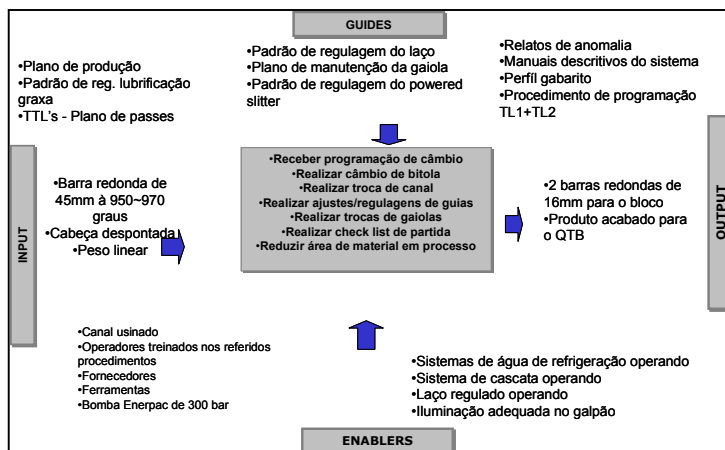 GUIDES
•Plano de produção
•Padrão de reg. lubrificação
graxa
•TTL's - Plano de passes
•Padrão de regulagem do laço
•Plano de manutenção da gaiola
•Padrão de regulagem do powered
slitter
•Relatos de anomalia
•Manuais descritivos do sistema
•Perfíl gabarito
•Procedimento de programação
TL1+TL2
INPUT
•Barra redonda de
45mm à 950~970
graus
•Cabeça despontada
•Peso linear
•Receber programação de câmbio
•Realizar câmbio de bitola
•Realizar troca de canal
•Realizar ajustes/regulagens de guias
•Realizar trocas de gaiolas
•Realizar check list de partida
•Reduzir área de material em processo
•2 barras redondas de
16mm para o bloco
•Produto acabado para
o QTB
OUTPUT
•Canal usinado
•Operadores treinados nos referidos
procedimentos
•Fornecedores
•Ferramentas
•Bomba Enerpac de 300 bar
•Sistemas de água de refrigeração operando
•Sistema de cascata operando
•Laço regulado operando
•Iluminação adequada no galpão
ENABLERS